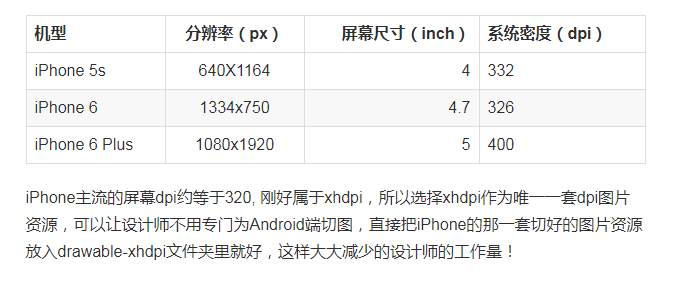 机型 分辨率（px） 屏幕尺寸（inch） 系统密度（dpi）
iPhone 5s 640X1164 4 332
iPhone 6 1334x750 4.7 326
iPhone 6 Plus 1080x1920 5 400
iPhone主流的屏幕dpi约等于320, 刚好属于xhdpi，所以选择xhdpi作为唯一一套dpi图片
资源，可以让设计师不用专门为Android端切图，直接把iPhone的那一套切好的图片资源
放入drawable-xhdpi文件夹里就好，这样大大减少的设计师的工作量！